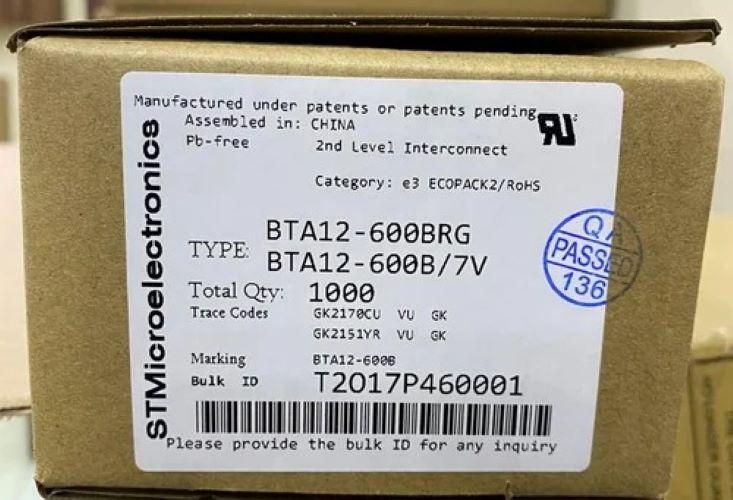 STMicroelectronics
Manufactured under patents or patents pending
Assembled in: CHINA
Pb-free 2nd Level Interconnect
Category: e3 ECOPACK2/RoHS
TYPE: BTA12-600BRG
BTA12-600B/7V
Total Qty: 1000
Trace Codes GK2170CU VU GK
GK2151YR VU GK
Marking BTA12-600B
Bulk ID T2017P460001
Please provide the bulk ID for any inquiry
QA
PASSED
136